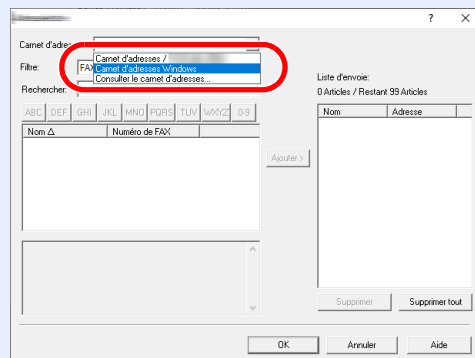 ? X
Carnet d'adres
Carnet d'adresses /
Carnet d'adresses Windows
Consulter le carnet d'adresses...
Filtre:
FAX
Rechercher:
ABC DEF GHI JKL MNO PQRS TUV WXYZ 0-9
Nom Δ Numéro de FAX
Ajouter >
Liste d'envoie:
0 Articles / Restant 99 Articles
Nom Adresse
Supprimer Supprimer tout
OK Annuler Aide